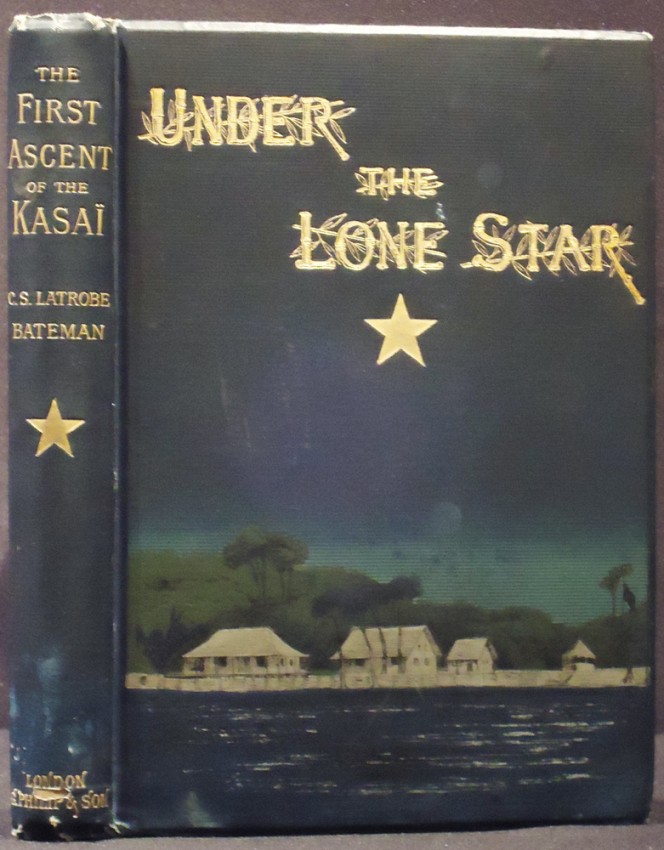 THE
FIRST
ASCENT
OF THE
KASAÏ
C.S. LATROBE
BATEMAN
LONDON
G. PHILIP & SON
UNDER
THE
LONE STAR